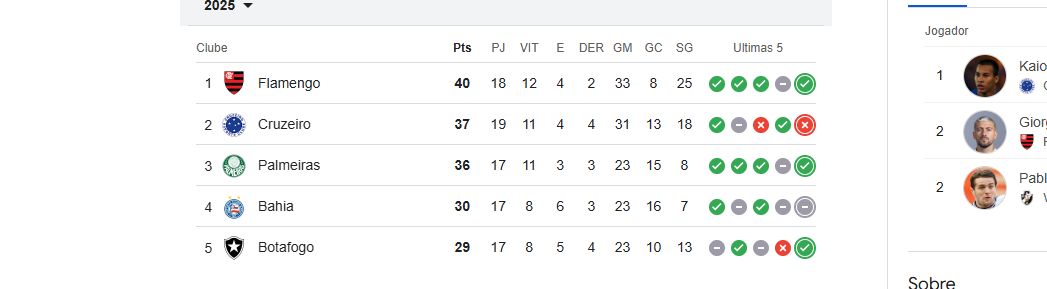 2025
Clube Pts PJ VIT E DER GM GC SG Ultimas 5
1 Flamengo 40 18 12 4 2 33 8 25
2 Cruzeiro 37 19 11 4 4 31 13 18
3 Palmeiras 36 17 11 3 3 23 15 8
4 Bahia 30 17 8 6 3 23 16 7
5 Botafogo 29 17 8 5 4 23 10 13
Jogador
1 Kaio
2 Giorg
2 Pabl
Sobre